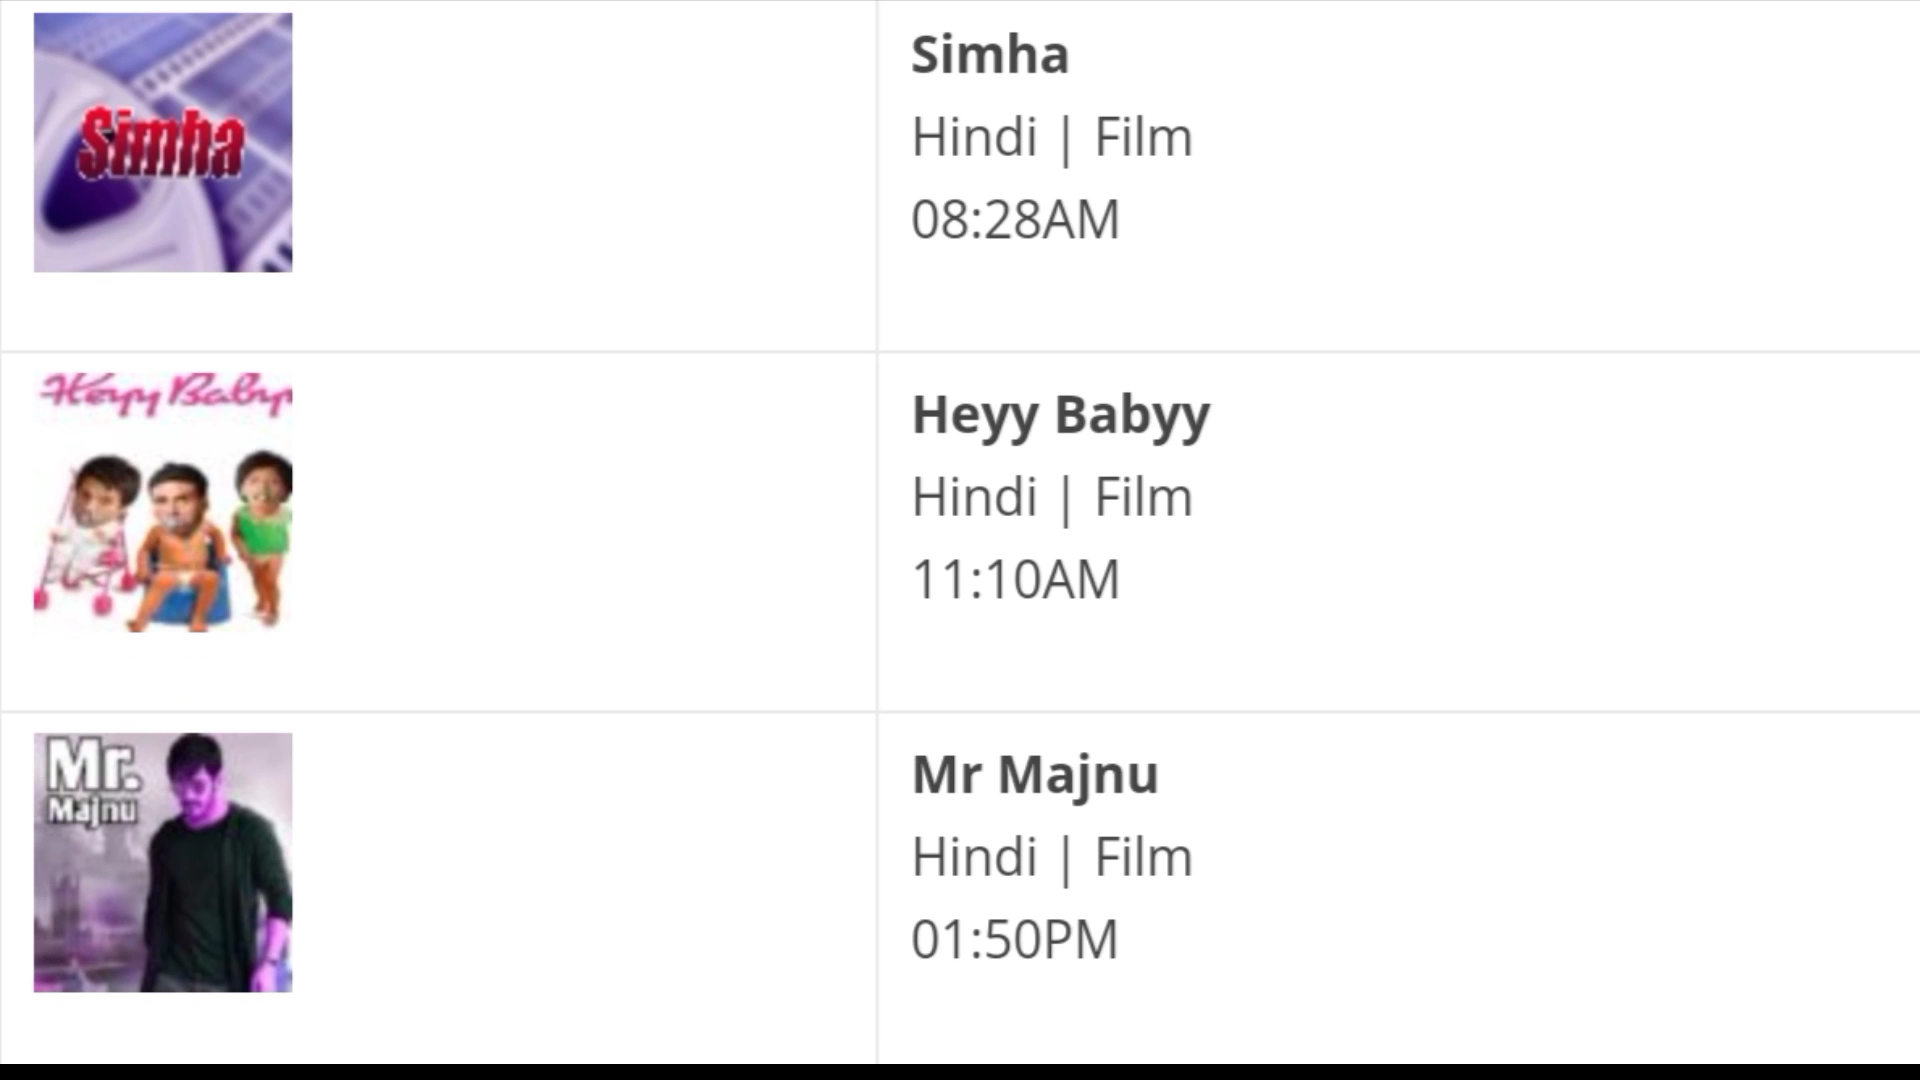 Simha
Simha
Hindi | Film
08:28AM
Heyy Babyy
Heyy Babyy
Hindi | Film
11:10AM
Mr.
Majnu
Mr Majnu
Hindi | Film
01:50PM